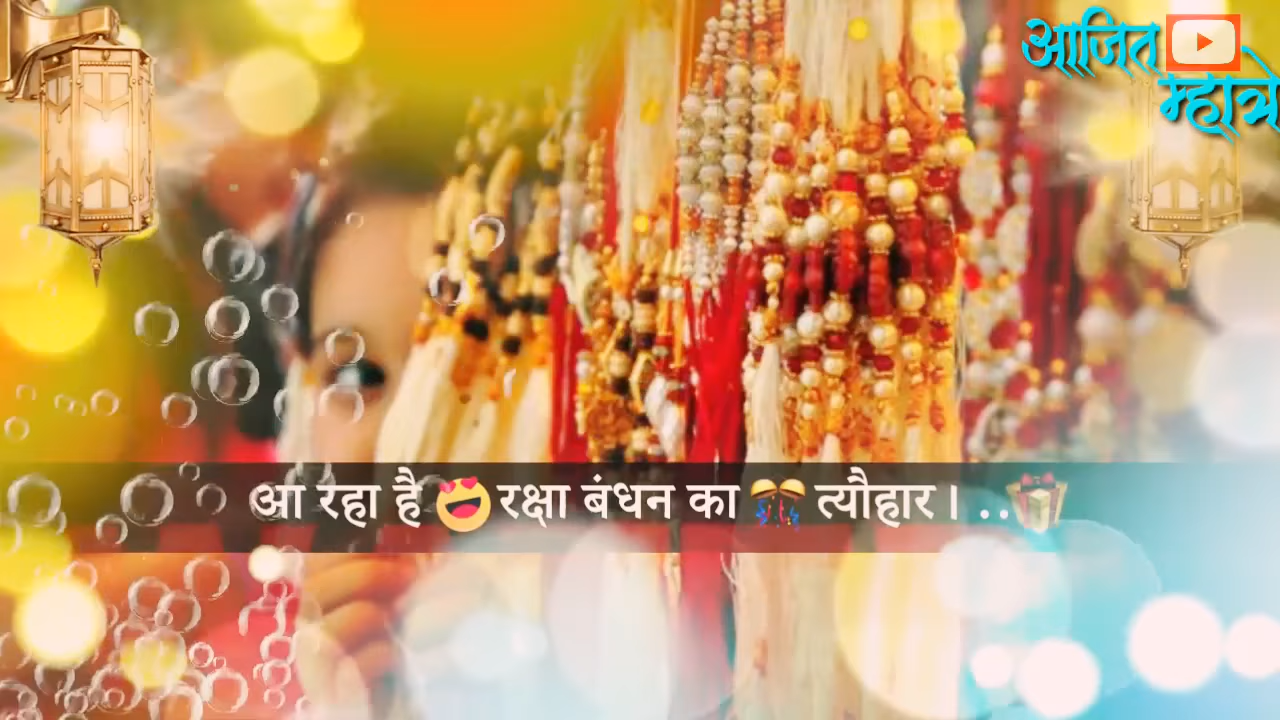 आजित
म्हात्रे
आ रहा है😍रक्षा बंधन का🎊त्यौहार। ..🎁